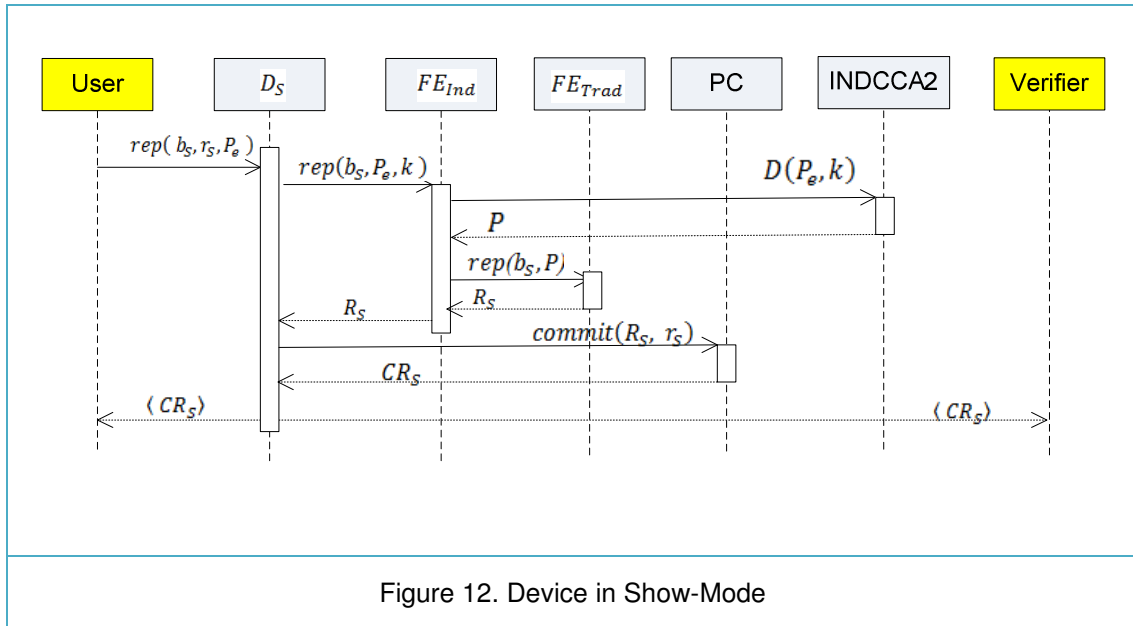 User D_S FE_Ind FE_Trad PC INDCCA2 Verifier
rep( b_S, r_S, P_e)
rep(b_S, P_e, k)
D(P_e, k)
P
rep(b_S, P)
R_S
R_S
commit(R_S, r_S)
CR_S
⟨CR_S⟩ ⟨CR_S⟩
Figure 12. Device in Show-Mode